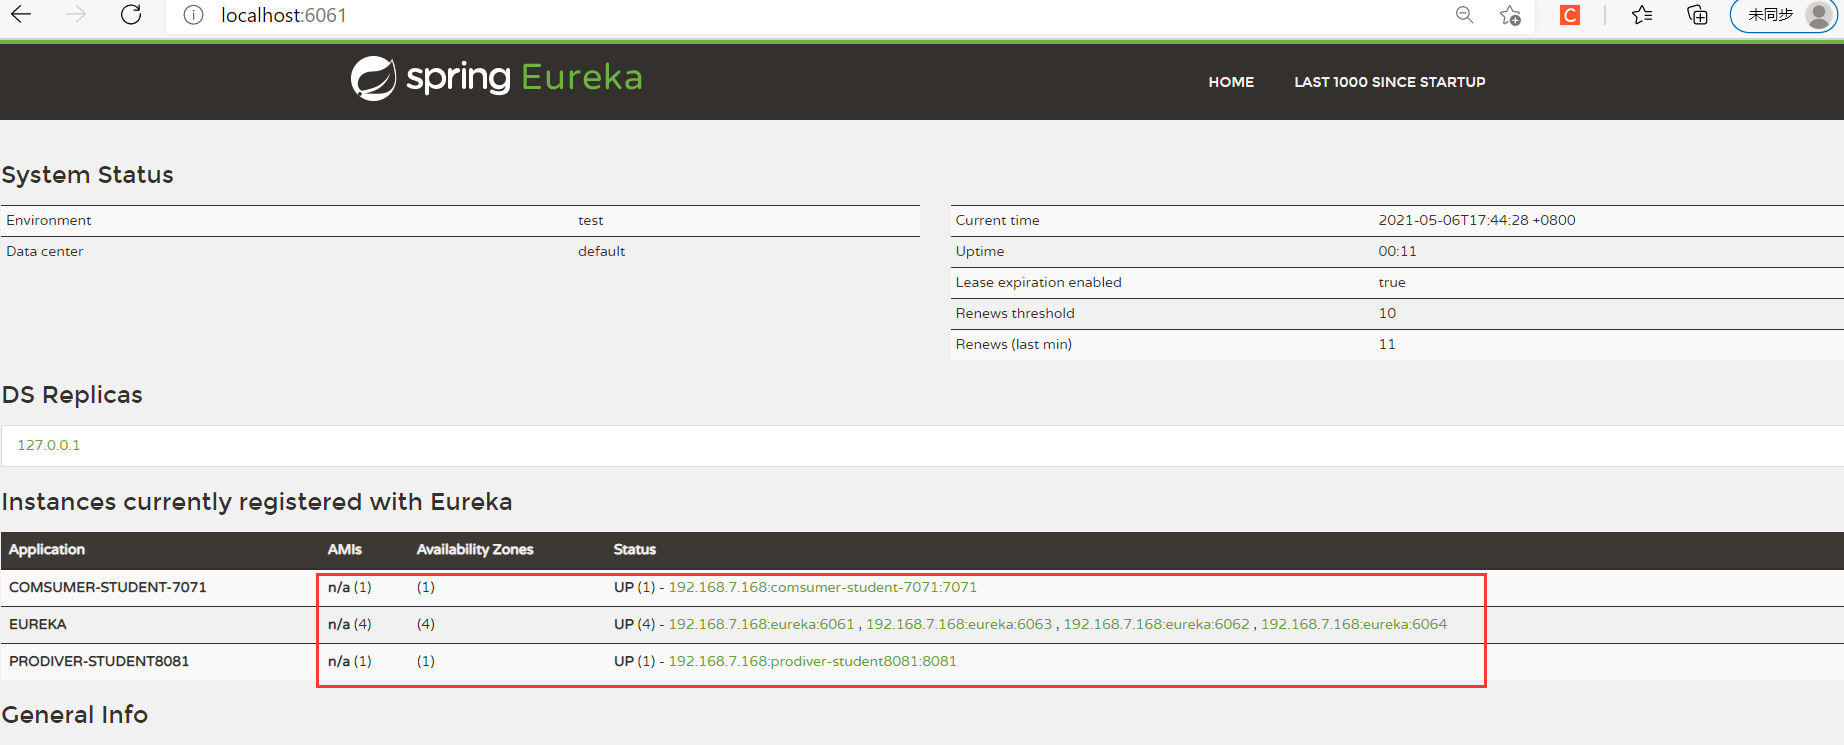 localhost:6061
未同步
spring Eureka
HOME LAST 1000 SINCE STARTUP
System Status
Environment test
Data center default
Current time 2021-05-06T17:44:28 +0800
Uptime 00:11
Lease expiration enabled true
Renews threshold 10
Renews (last min) 11
DS Replicas
127.0.0.1
Instances currently registered with Eureka
Application AMIs Availability Zones Status
COMSUMER-STUDENT-7071 n/a (1) (1) UP (1) - 192.168.7.168:comsumer-student-7071:7071
EUREKA n/a (4) (4) UP (4) - 192.168.7.168:eureka:6061 , 192.168.7.168:eureka:6063 , 192.168.7.168:eureka:6062 , 192.168.7.168:eureka:6064
PRODIVER-STUDENT8081 n/a (1) (1) UP (1) - 192.168.7.168:prodiver-student8081:8081
General Info